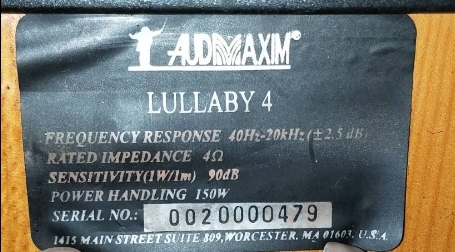 AUDMAXIM®
LULLABY 4
FREQUENCY RESPONSE 40Hz-20kHz (±2.5 dB)
RATED IMPEDANCE 4Ω
SENSITIVITY(1W/1m) 90dB
POWER HANDLING 150W
SERIAL NO.: 0020000479
1415 MAIN STREET SUITE 809, WORCESTER, MA 01603. U.S.A.